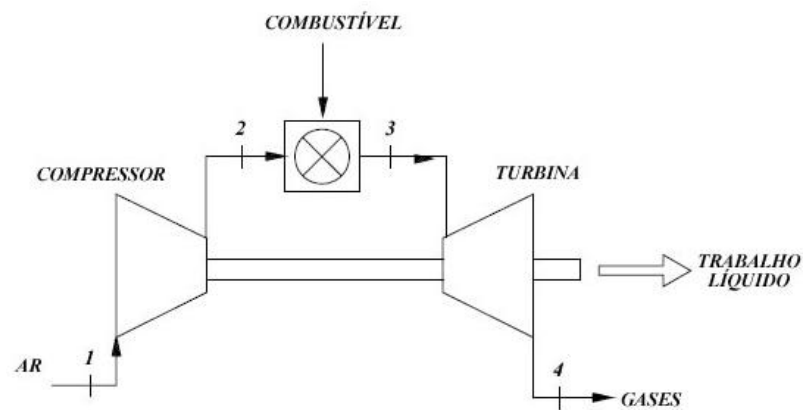 COMBUSTÍVEL
2
3
COMPRESSOR
TURBINA
TRABALHO
LÍQUIDO
AR
1
4
GASES